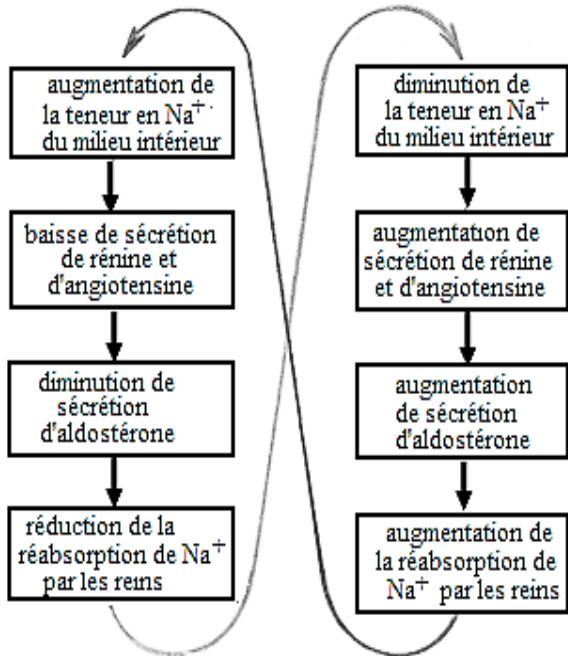 augmentation de
la teneur en Na+
du milieu intérieur
baisse de sécrétion
de rénine et
d'angiotensine
diminution de
sécrétion
d'aldostérone
réduction de la
réabsorption de Na+
par les reins
diminution de
la teneur en Na+
du milieu intérieur
augmentation de
sécrétion de rénine
et d'angiotensine
augmentation
de sécrétion
d'aldostérone
augmentation de
la réabsorption de
Na+ par les reins